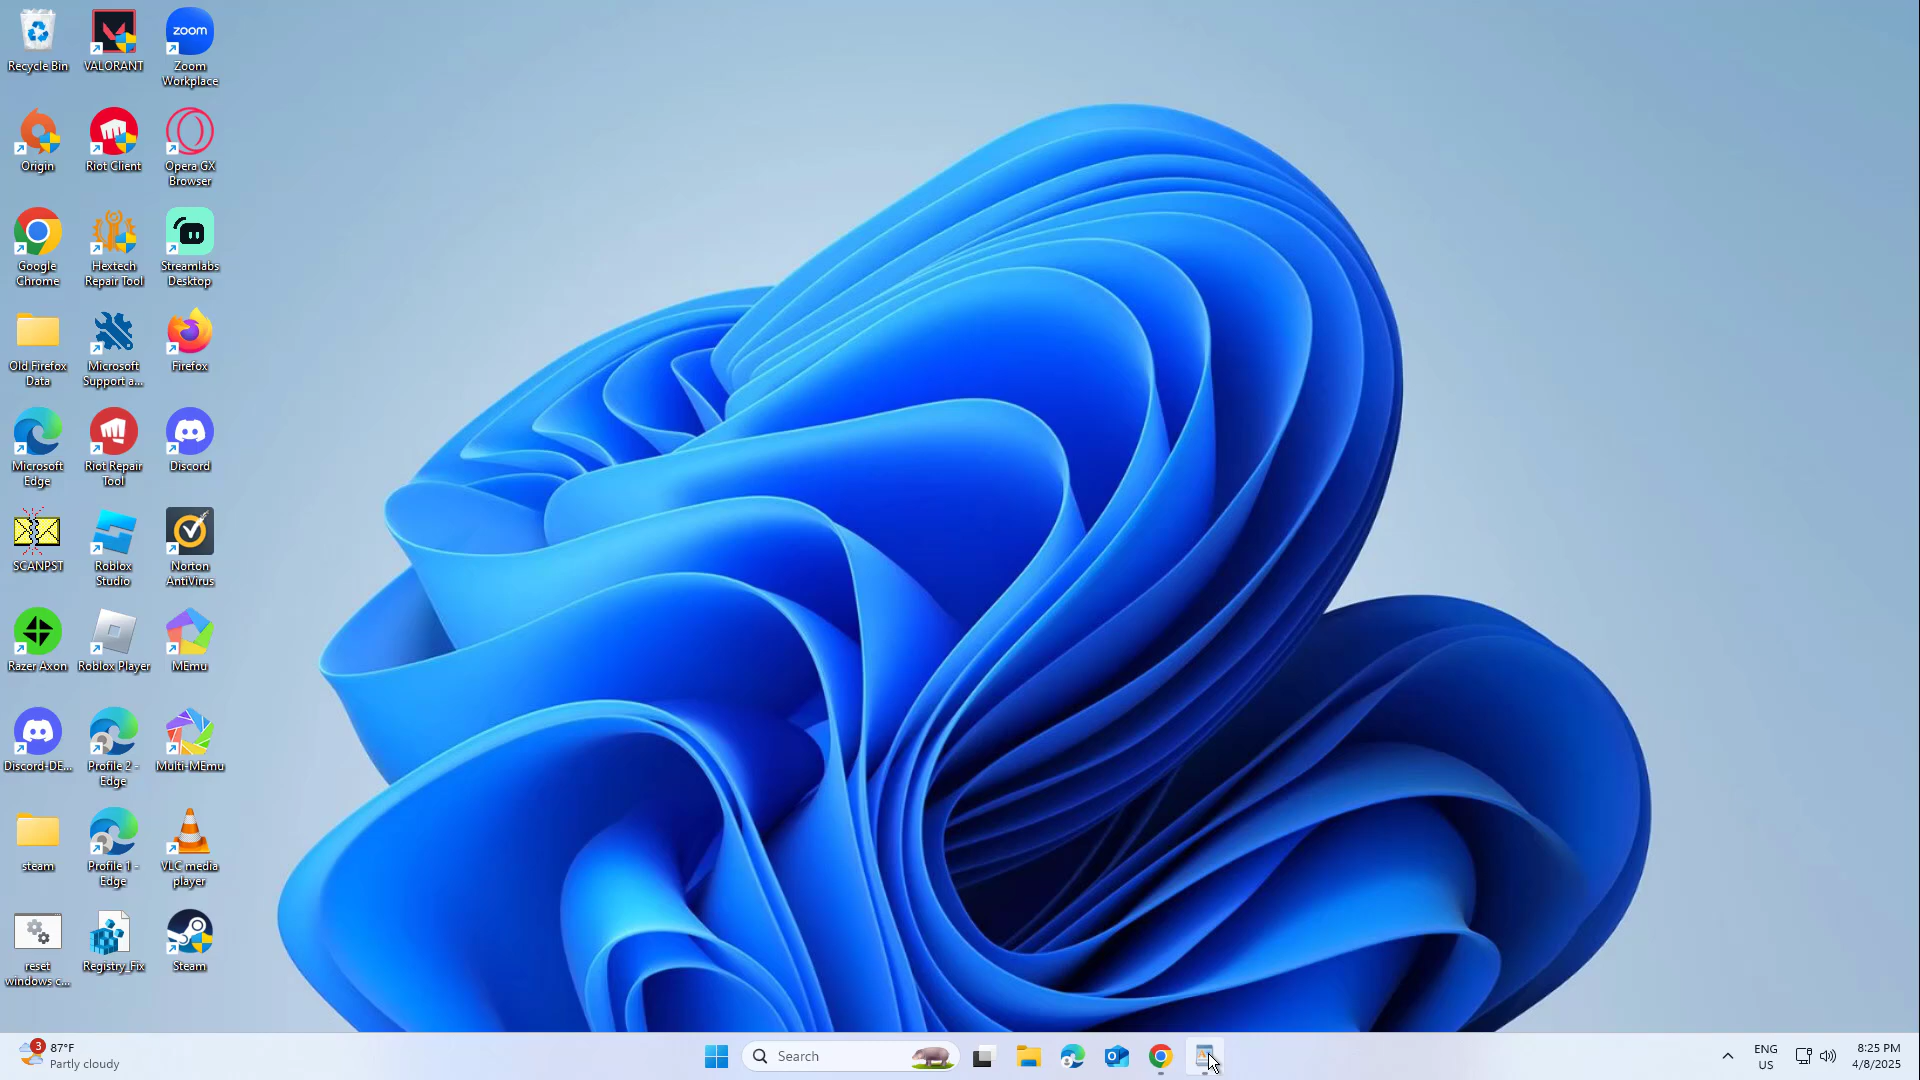 Recycle Bin
VALORANT
zoom
Zoom
Workplace
Origin
Riot Client
Opera GX
Browser
Google
Chrome
Hextech
Repair Tool
Streamlabs
Desktop
Old Firefox
Data
Microsoft
Support a...
Firefox
Microsoft
Edge
Riot Repair
Tool
Discord
SCANPST
Roblox
Studio
Norton
AntiVirus
Razer Axon
Roblox Player
MEmu
Discord-DE...
Profile 2 -
Edge
Multi-MEmu
steam
Profile 1 -
Edge
VLC media
player
reset
windows c...
Registry_Fix
Steam
3
87°F
Partly cloudy
Search
ENG
US
8:25 PM
4/8/2025